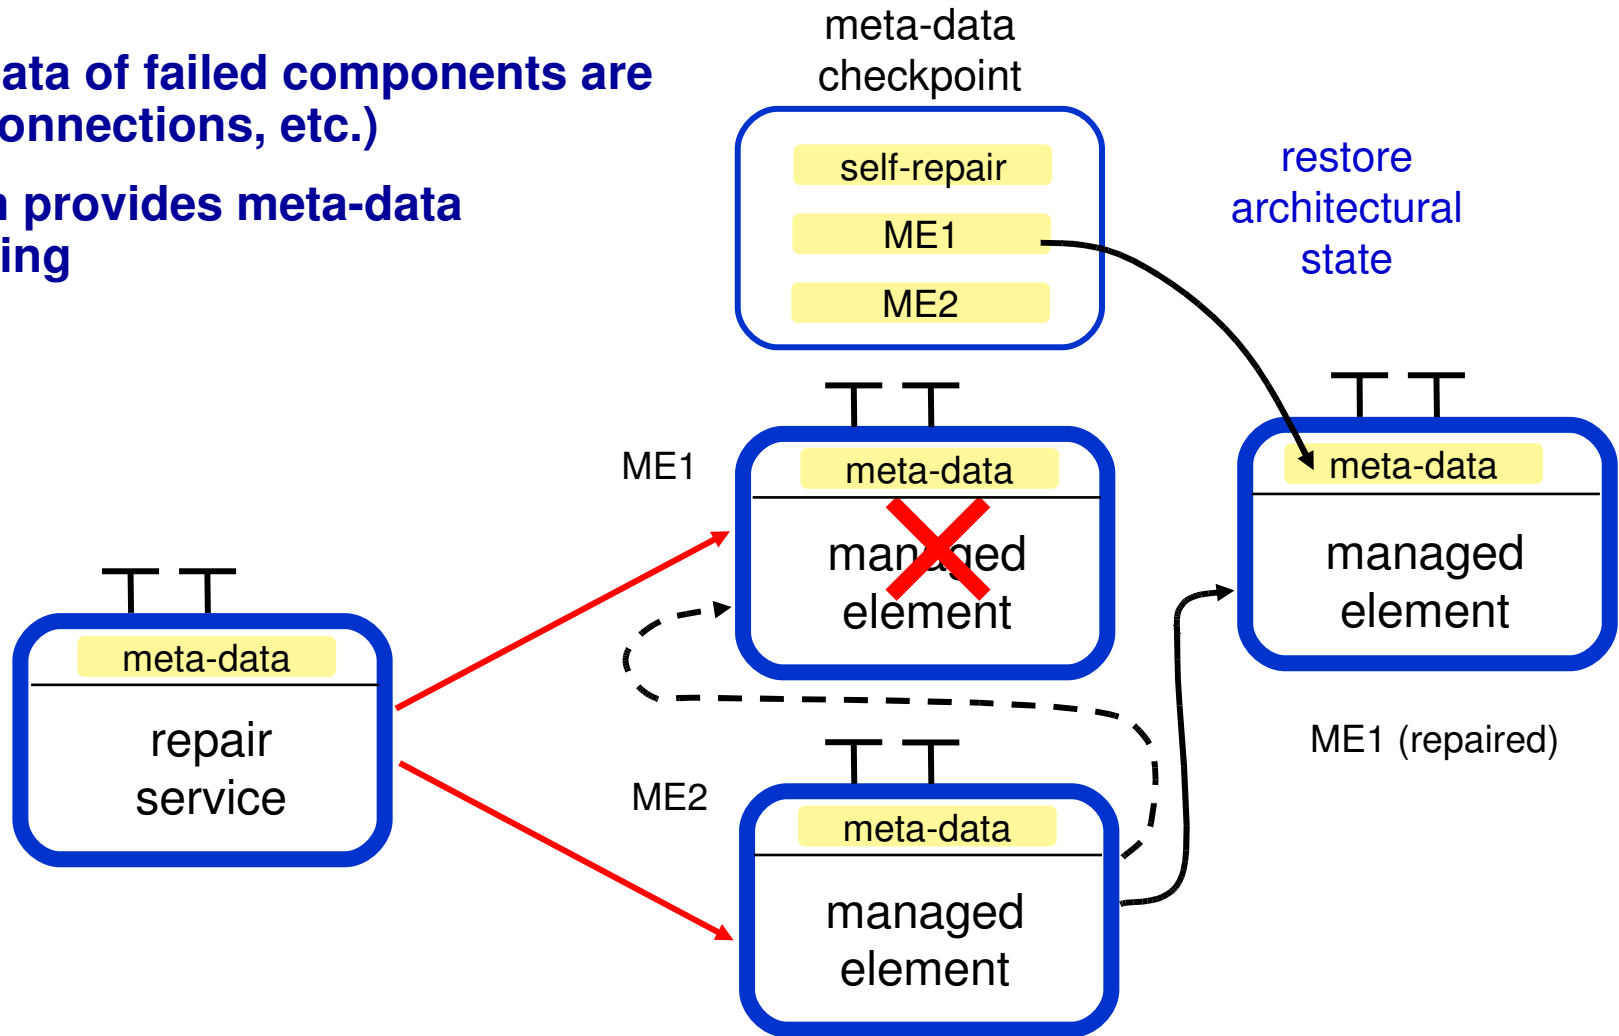 ata of failed components are
onnections, etc.)
provides meta-data
ing
meta-data
checkpoint
self-repair
ME1
ME2
restore
architectural
state
ME1
meta-data
managed
element
meta-data
managed
element
ME1 (repaired)
meta-data
repair
service
ME2
meta-data
managed
element